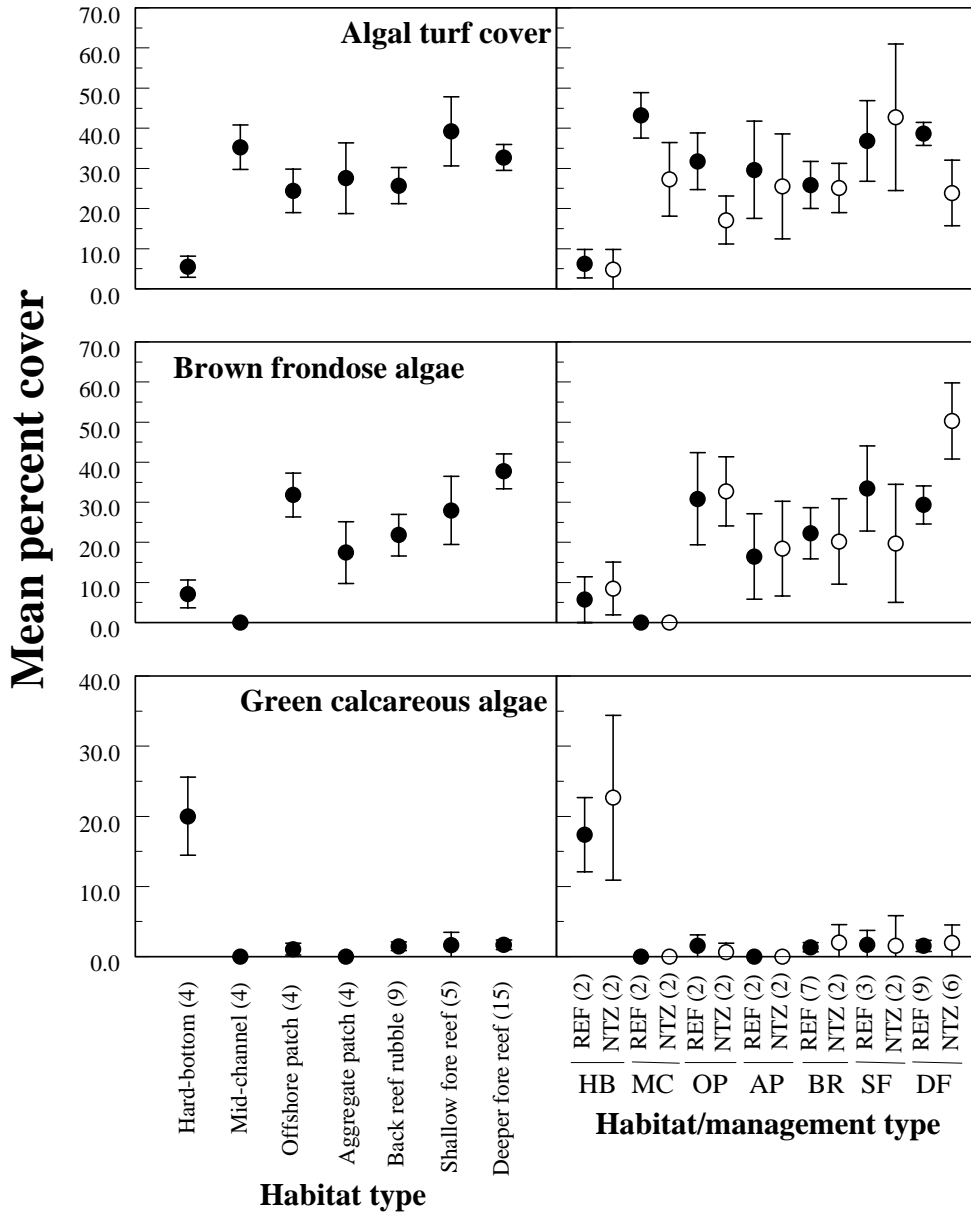 Mean percent cover
Algal turf cover
70.0
60.0
50.0
40.0
30.0
20.0
10.0
0.0
Brown frondose algae
70.0
60.0
50.0
40.0
30.0
20.0
10.0
0.0
Green calcareous algae
40.0
30.0
20.0
10.0
0.0
Hard-bottom (4)
Mid-channel (4)
Offshore patch (4)
Aggregate patch (4)
Back reef rubble (9)
Shallow fore reef (5)
Deeper fore reef (15)
Habitat type
REF (2)
NTZ (2)
REF (2)
NTZ (2)
REF (2)
NTZ (2)
REF (2)
NTZ (2)
REF (7)
NTZ (2)
REF (3)
NTZ (2)
REF (9)
NTZ (6)
HB MC OP AP BR SF DF
Habitat/management type